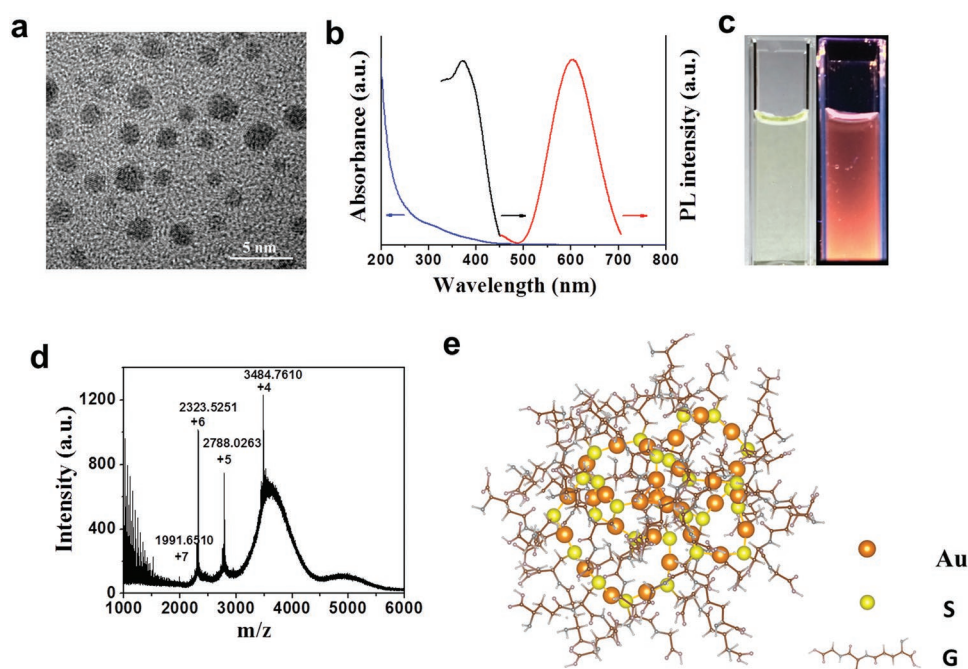 a
5 nm
b
Absorbance (a.u.)
PL intensity (a.u.)
200 300 400 500 600 700 800
Wavelength (nm)
c
d
Intensity (a.u.)
1200
800
400
0
3484.7610
+4
2323.5251
+6
2788.0263
+5
1991.6510
+7
1000 2000 3000 4000 5000 6000
m/z
e
Au
S
G